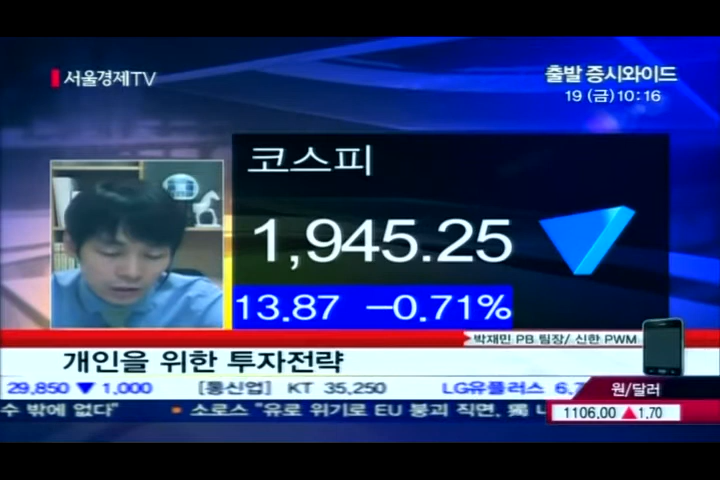 서울경제TV
출발 증시와이드
19 (금) 10:16
코스피
1,945.25
13.87 -0.71%
박재민 PB 팀장/ 신한 PWM
개인을 위한 투자전략
29,850 ▼ 1,000 [통신업] KT 35,250 LG유플러스 6,7
원/달러
수 밖에 없다" • 소로스 "유로 위기로 EU 붕괴 직면, 獨
1106.00 ▲1.70